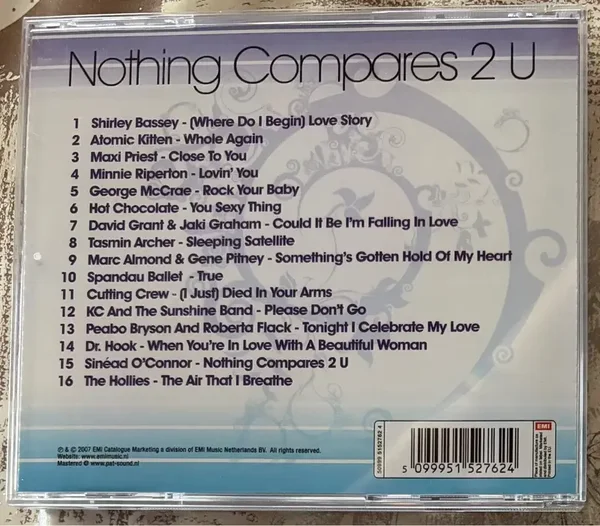 Nothing Compares 2 U
1 Shirley Bassey - (Where Do I Begin) Love Story
2 Atomic Kitten - Whole Again
3 Maxi Priest - Close To You
4 Minnie Riperton - Lovin' You
5 George McCrae - Rock Your Baby
6 Hot Chocolate - You Sexy Thing
7 David Grant & Jaki Graham - Could It Be I'm Falling In Love
8 Tasmin Archer - Sleeping Satellite
9 Marc Almond & Gene Pitney - Something's Gotten Hold Of My Heart
10 Spandau Ballet - True
11 Cutting Crew - (I Just) Died In Your Arms
12 KC And The Sunshine Band - Please Don't Go
13 Peabo Bryson And Roberta Flack - Tonight I Celebrate My Love
14 Dr. Hook - When You're In Love With A Beautiful Woman
15 Sinéad O'Connor - Nothing Compares 2 U
16 The Hollies - The Air That I Breathe
℗ & © 2007 EMI Catalogue Marketing a division of EMI Music Netherlands BV. All rights reserved.
Website: www.emimusic.nl
Mastered @ www.pat-sound.nl
00995 5152762 4
EMI
5 099951 527624